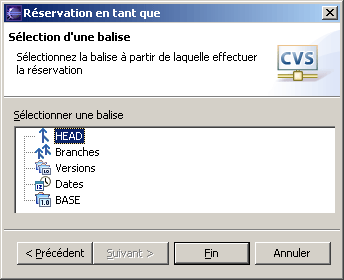 Réservation en tant que
Sélection d'une balise
Sélectionnez la balise à partir de laquelle effectuer
la réservation
CVS
Sélectionner une balise
HEAD
Branches
Versions
Dates
BASE
< Précédent
Suivant >
Fin
Annuler